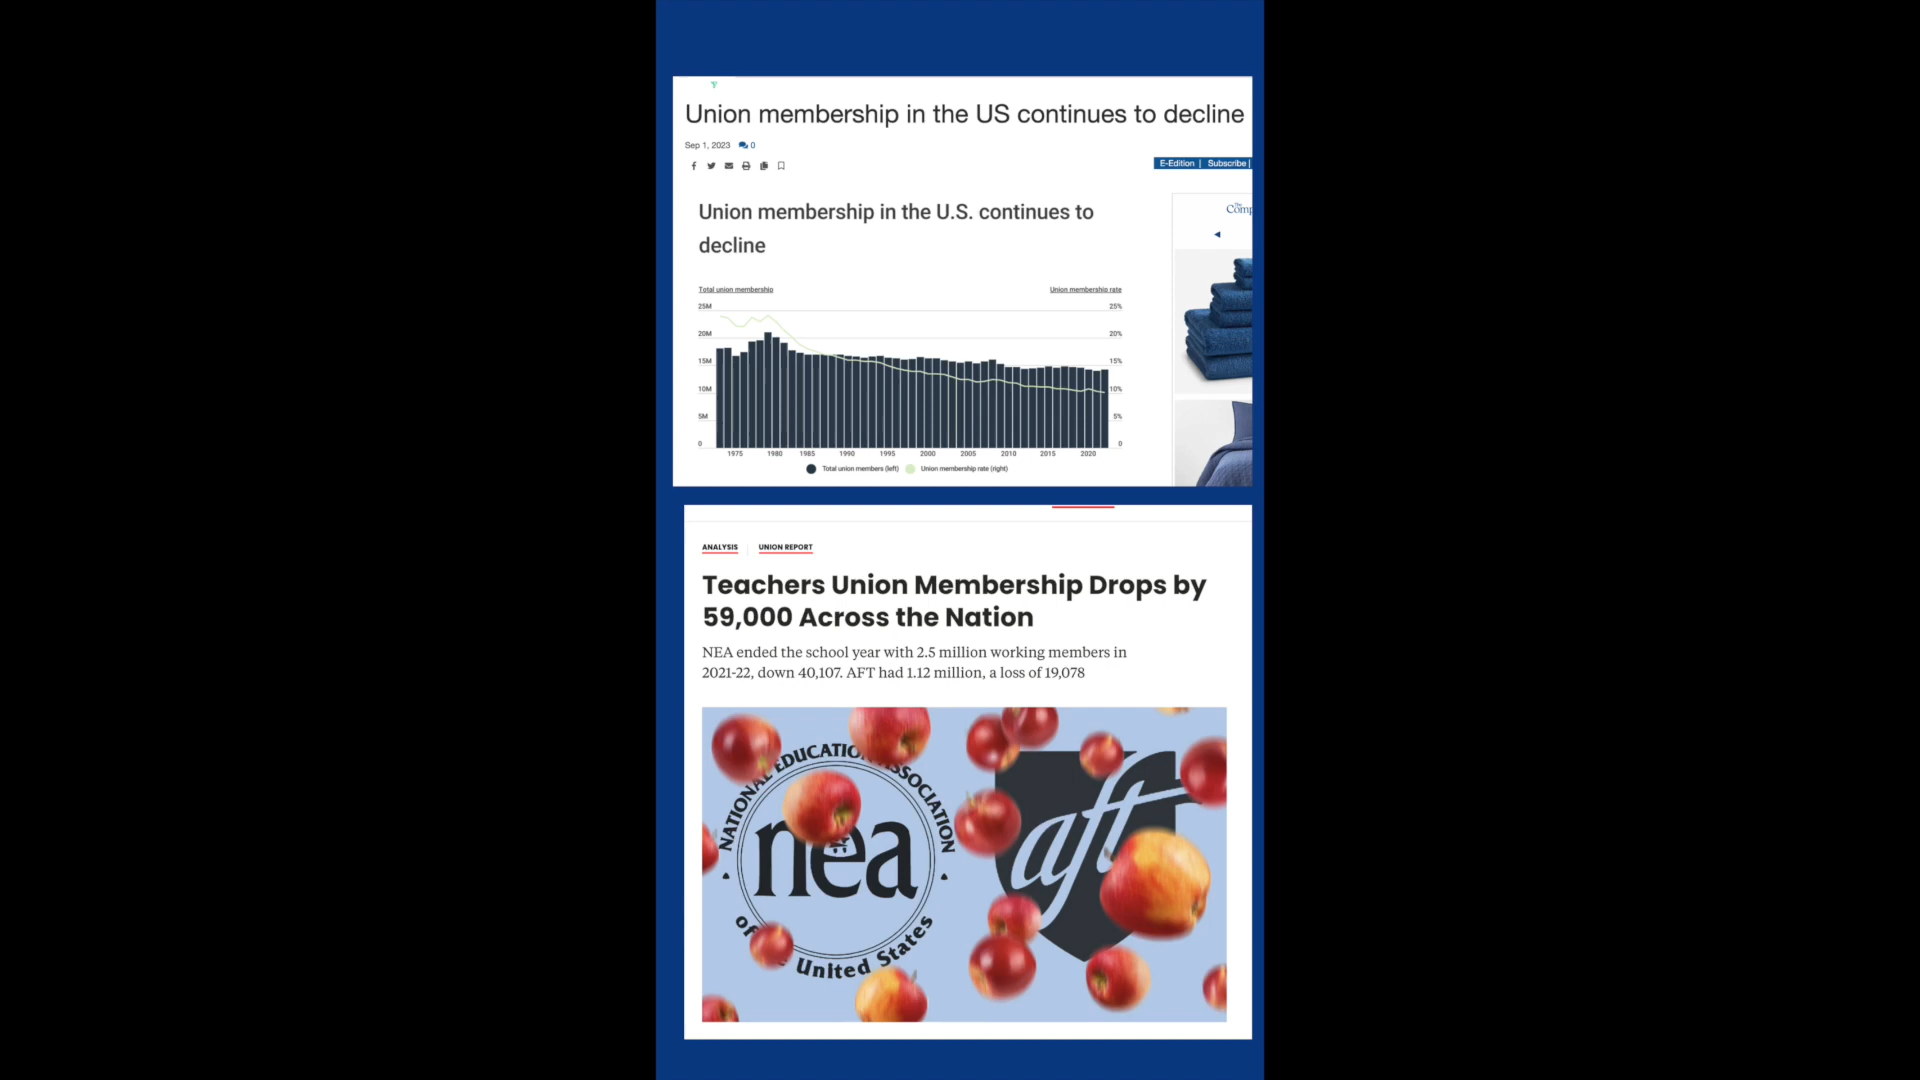 Union membership in the US continues to decline
Sep 1, 2023 0
E-Edition | Subscribe |
Union membership in the U.S. continues to
decline
Total union membership
Union membership rate
25M
25%
20M
20%
15M
15%
10M
10%
5M
5%
0
0
1975 1980 1985 1990 1995 2000 2005 2010 2015 2020
Total union members (left) Union membership rate (right)
The
Comp
ANALYSIS UNION REPORT
Teachers Union Membership Drops by
59,000 Across the Nation
NEA ended the school year with 2.5 million working members in
2021-22, down 40,107. AFT had 1.12 million, a loss of 19,078
NATIONAL EDUCATION ASSOCIATION
nea
of United States
aft